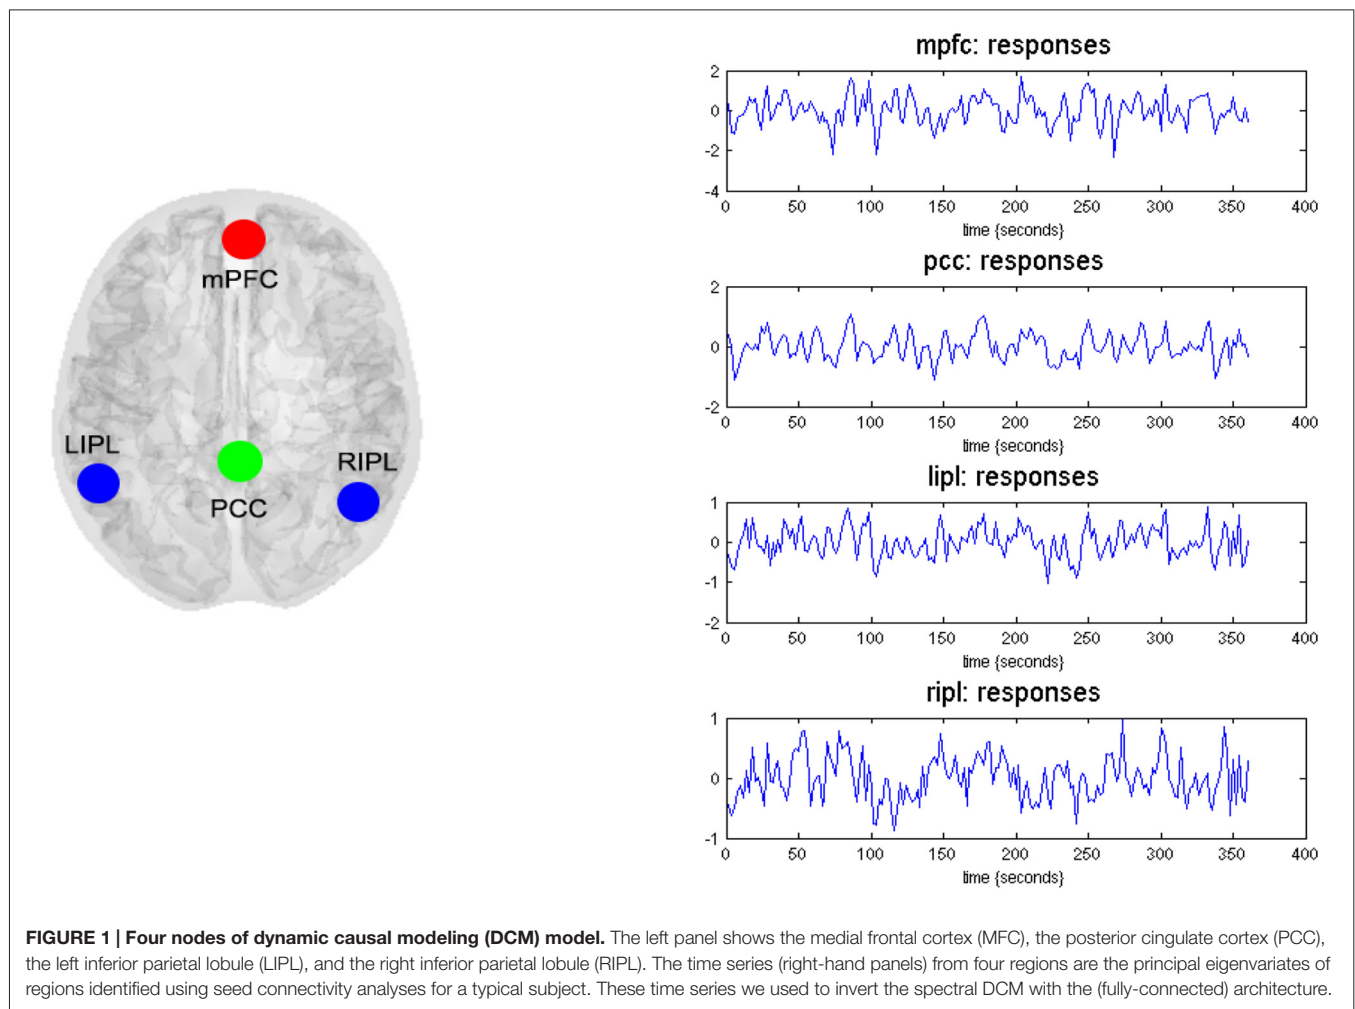 mPFC
LIPL
RIPL
PCC
mpfc: responses
2
0
-2
-4
0 50 100 150 200 250 300 350 400
time {seconds}
pcc: responses
2
0
-2
0 50 100 150 200 250 300 350 400
time {seconds}
lipl: responses
1
0
-1
-2
0 50 100 150 200 250 300 350 400
time {seconds}
ripl: responses
1
0
-1
0 50 100 150 200 250 300 350 400
time {seconds}
FIGURE 1 | Four nodes of dynamic causal modeling (DCM) model. The left panel shows the medial frontal cortex (MFC), the posterior cingulate cortex (PCC),
the left inferior parietal lobule (LIPL), and the right inferior parietal lobule (RIPL). The time series (right-hand panels) from four regions are the principal eigenvariates of
regions identified using seed connectivity analyses for a typical subject. These time series we used to invert the spectral DCM with the (fully-connected) architecture.